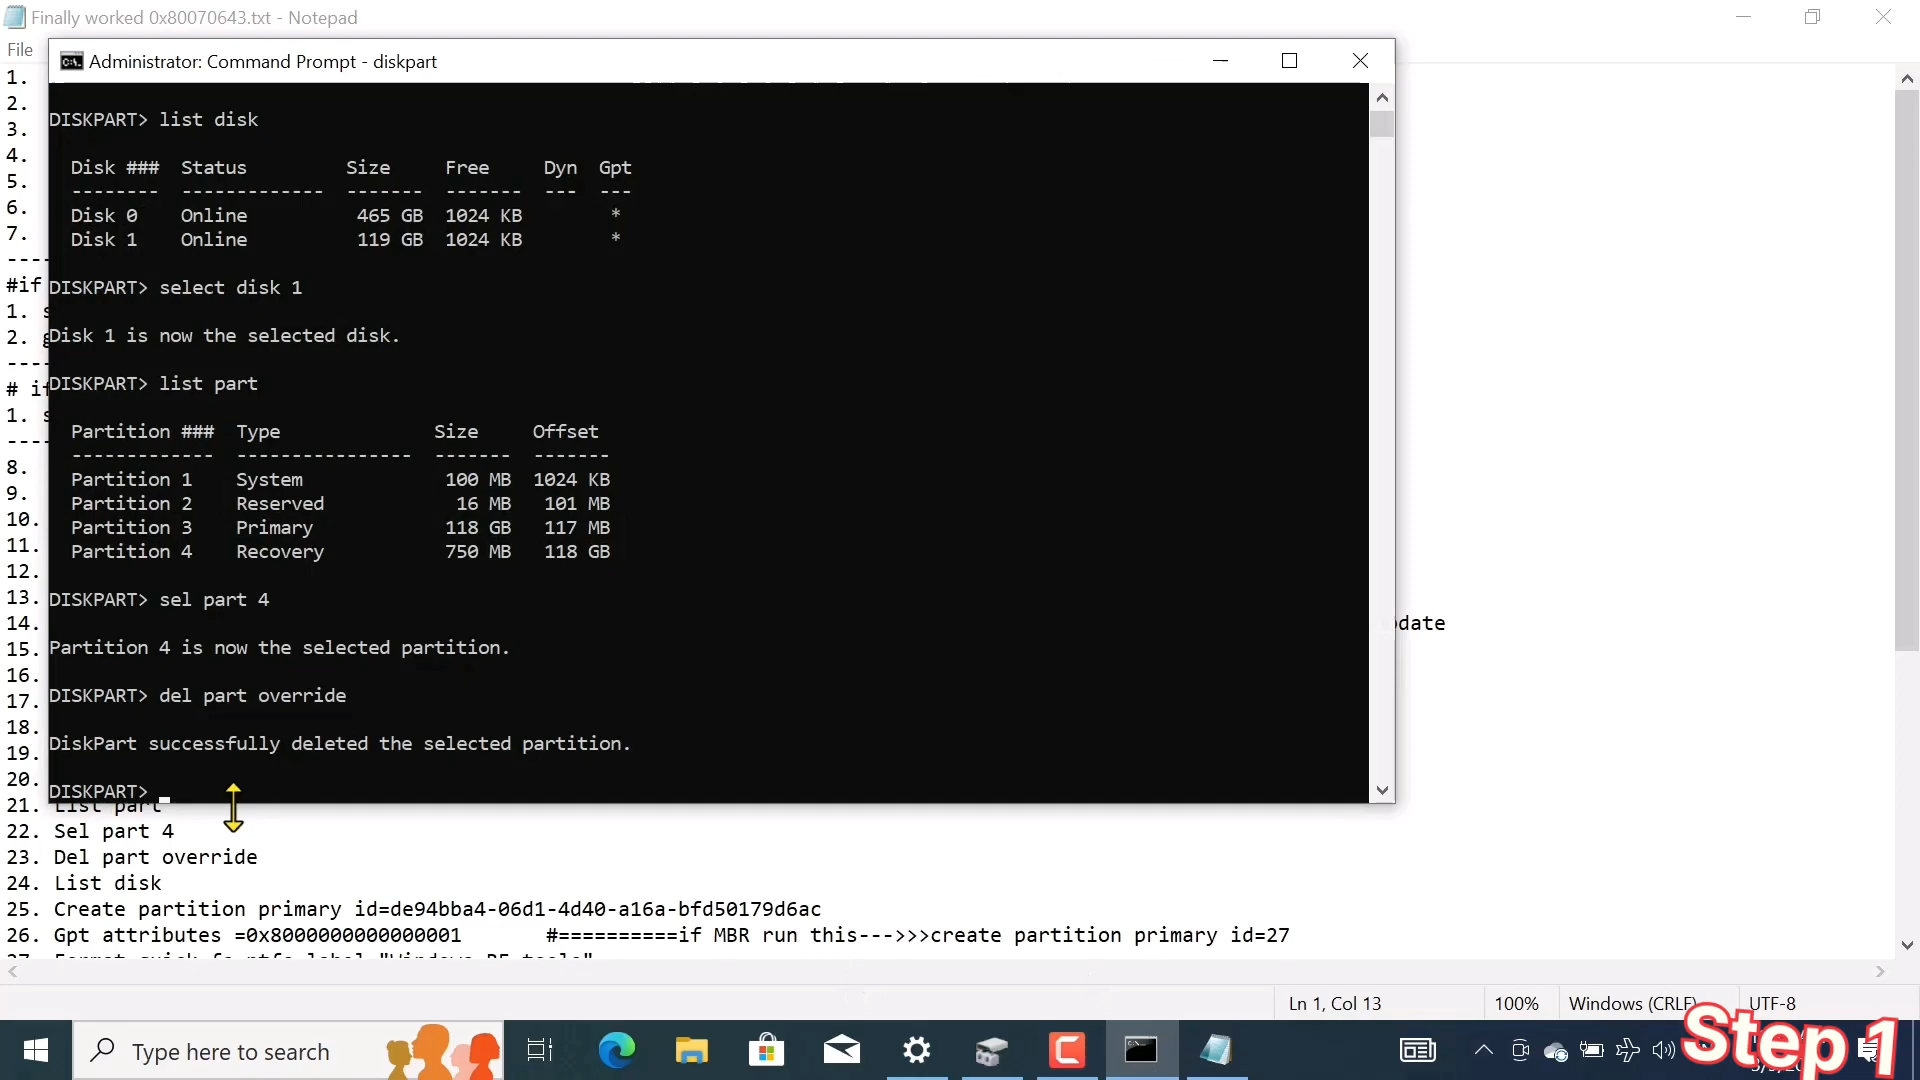 Finally worked 0x80070643.txt - Notepad
File
Administrator: Command Prompt - diskpart
DISKPART> list disk
Disk ### Status Size Free Dyn Gpt
-------- ------------- ------- ------- --- ---
Disk 0 Online 465 GB 1024 KB *
Disk 1 Online 119 GB 1024 KB *
DISKPART> select disk 1
Disk 1 is now the selected disk.
DISKPART> list part
Partition ### Type Size Offset
------------- ---------------- ------- -------
Partition 1 System 100 MB 1024 KB
Partition 2 Reserved 16 MB 101 MB
Partition 3 Primary 118 GB 117 MB
Partition 4 Recovery 750 MB 118 GB
DISKPART> sel part 4
Partition 4 is now the selected partition.
DISKPART> del part override
DiskPart successfully deleted the selected partition.
DISKPART>
1.
2.
3.
4.
5.
6.
7.
----
#if
1. s
2. g
----
# if
1. s
----
8.
9.
10.
11.
12.
13.
14. pdate
15.
16.
17.
18.
19.
20.
21. List part
22. Sel part 4
23. Del part override
24. List disk
25. Create partition primary id=de94bba4-06d1-4d40-a16a-bfd50179d6ac
26. Gpt attributes =0x8000000000000001 #==========if MBR run this--->>>create partition primary id=27
Ln 1, Col 13
100%
Windows (CRLF)
UTF-8
Type here to search
Step 1